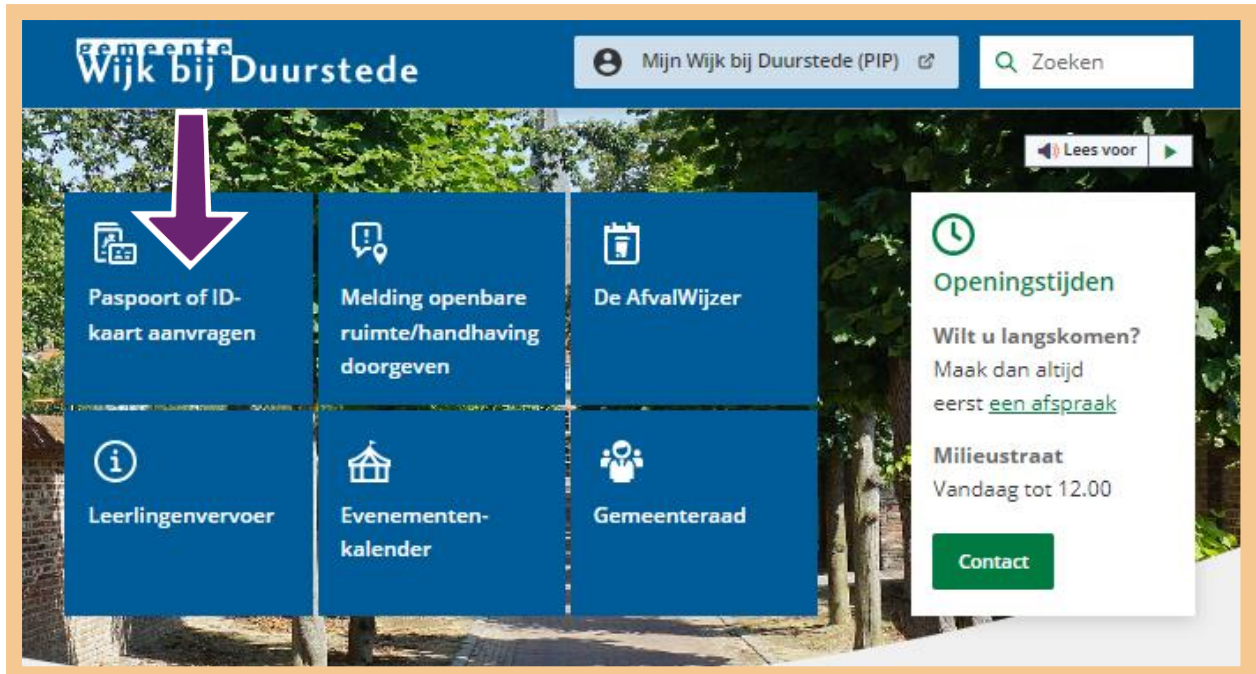 gemeente
Wijk bij Duurstede
Mijn Wijk bij Duurstede (PIP)
Zoeken
Lees voor
Paspoort of ID-
kaart aanvragen
Melding openbare
ruimte/handhaving
doorgeven
De AfvalWijzer
Leerlingenvervoer
Evenementen-
kalender
Gemeenteraad
Openingstijden
Wilt u langskomen?
Maak dan altijd
eerst een afspraak
Milieustraat
Vandaag tot 12.00
Contact